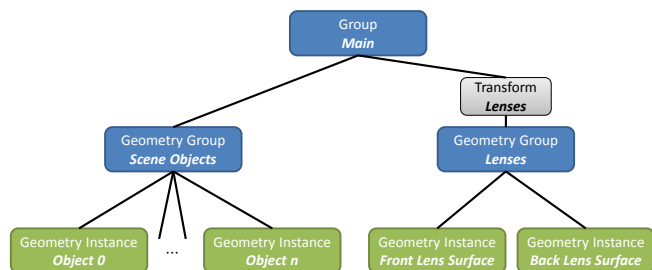 Group
Main
Transform
Lenses
Geometry Group
Scene Objects
Geometry Group
Lenses
Geometry Instance
Object 0
...
Geometry Instance
Object n
Geometry Instance
Front Lens Surface
Geometry Instance
Back Lens Surface